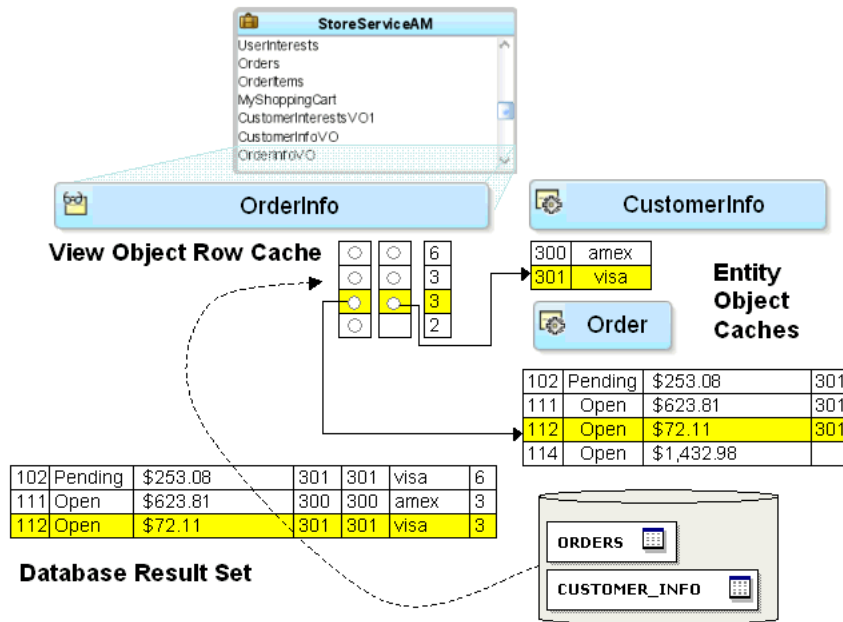 StoreServiceAM
UserInterests
Orders
OrderItems
MyShoppingCart
CustomerInterestsVO1
CustomerInfoVO
OrderInfoVO
OrderInfo
CustomerInfo
View Object Row Cache
6
3
3
2
300 amex
301 visa
Entity
Object
Caches
Order
102 Pending $253.08 301
111 Open $623.81 301
112 Open $72.11 301
114 Open $1,432.98
102 Pending $253.08 301 301 visa 6
111 Open $623.81 300 300 amex 3
112 Open $72.11 301 301 visa 3
Database Result Set
ORDERS
CUSTOMER_INFO